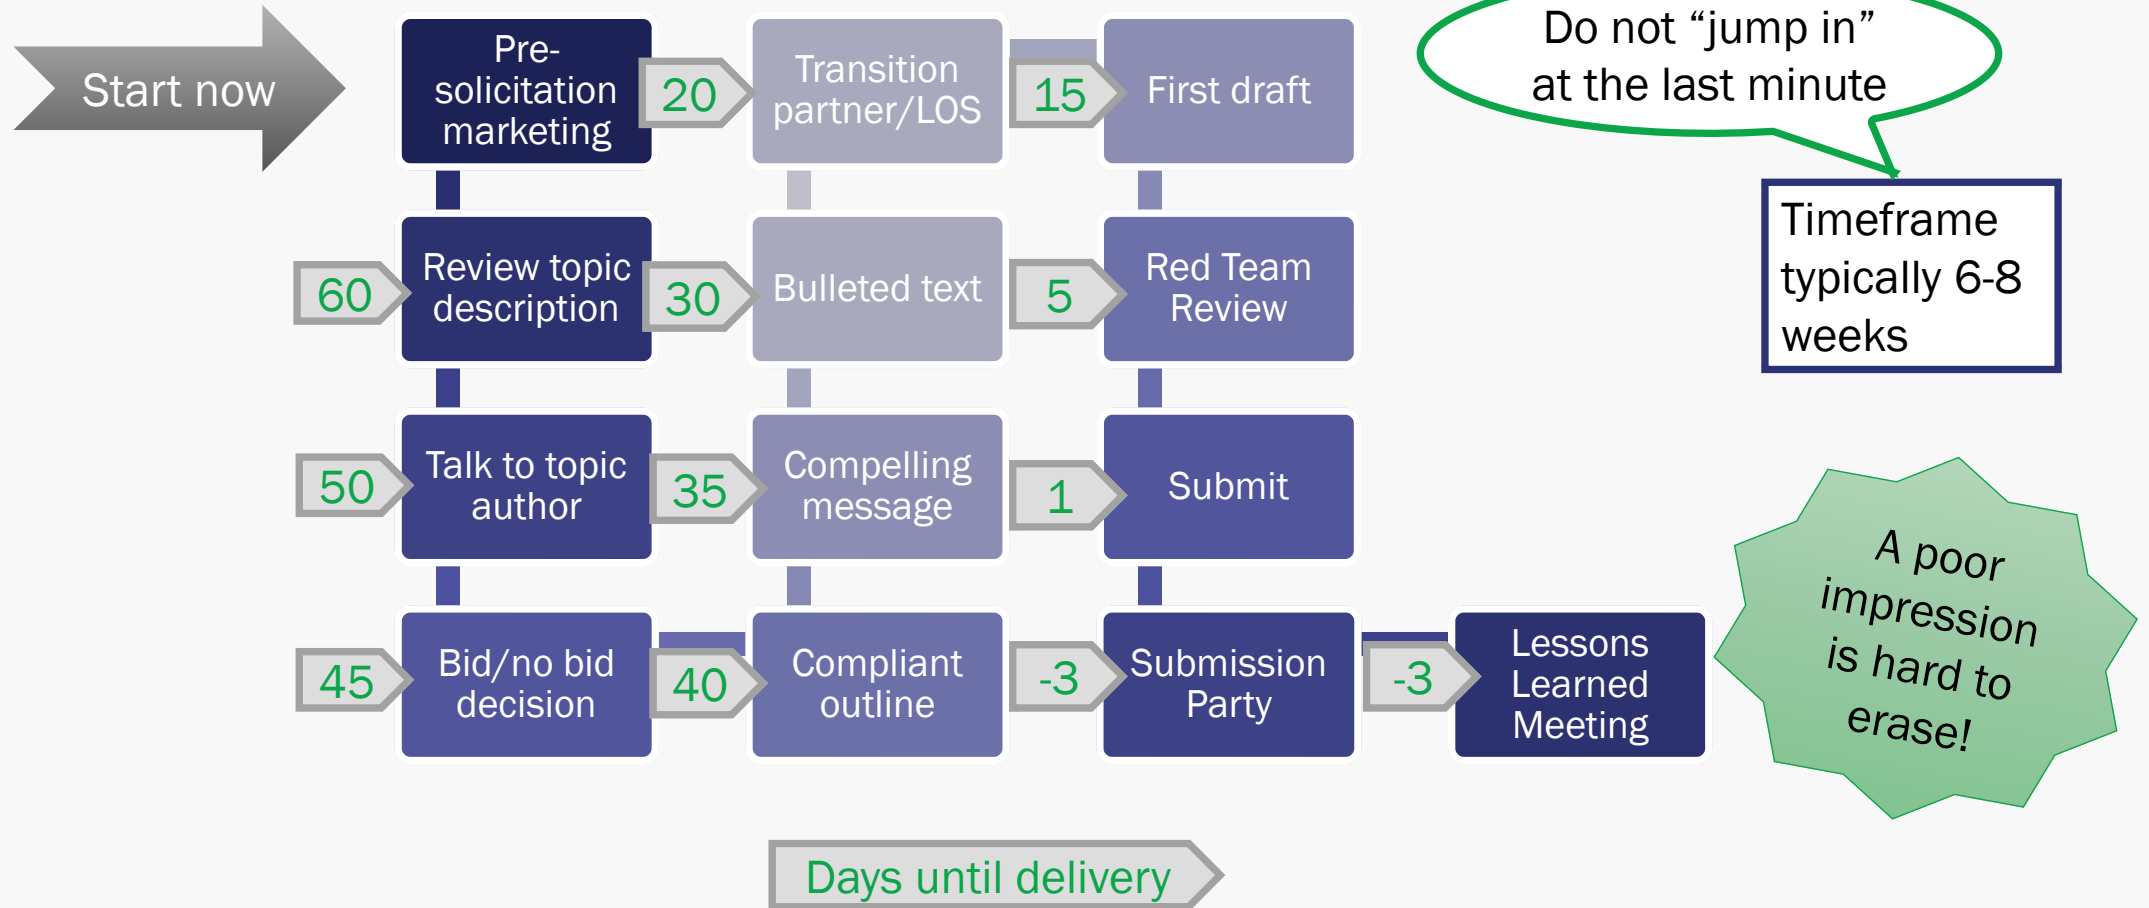 Start now
Pre-
solicitation
marketing
60
Review topic
description
50
Talk to topic
author
45
Bid/no bid
decision
40
Compliant
outline
35
Compelling
message
30
Bulleted text
20
Transition
partner/LOS
15
First draft
5
Red Team
Review
1
Submit
-3
Submission
Party
-3
Lessons
Learned
Meeting
Do not “jump in”
at the last minute
Timeframe
typically 6-8
weeks
A poor
impression
is hard to
erase!
Days until delivery